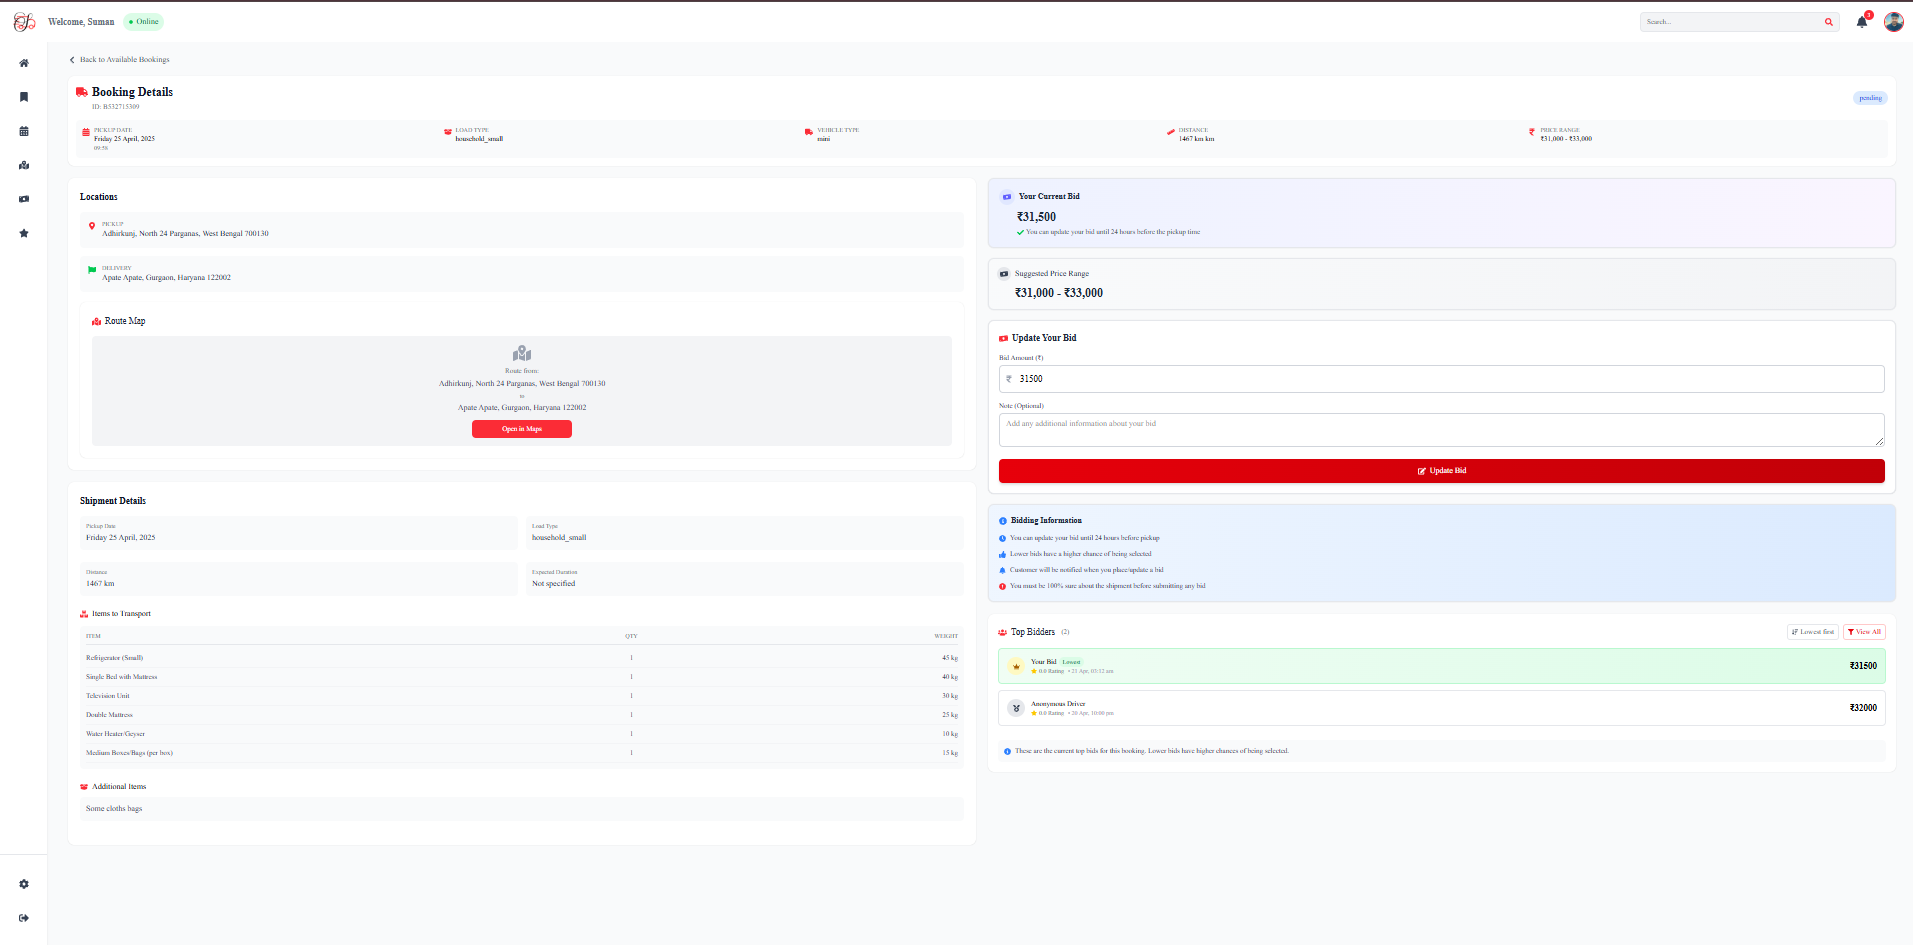 Welcome, Suman
Online
Search...
3
Back to Available Bookings
Booking Details
ID: B532715309
pending
PICKUP DATE
Friday 25 April, 2025
09:58
LOAD TYPE
household_small
VEHICLE TYPE
mini
DISTANCE
1467 km km
PRICE RANGE
₹31,000 - ₹33,000
Locations
PICKUP
Adhirkunj, North 24 Parganas, West Bengal 700130
DELIVERY
Apate Apate, Gurgaon, Haryana 122002
Route Map
Route from:
Adhirkunj, North 24 Parganas, West Bengal 700130
to
Apate Apate, Gurgaon, Haryana 122002
Open in Maps
Shipment Details
Pickup Date
Friday 25 April, 2025
Load Type
household_small
Distance
1467 km
Expected Duration
Not specified
Items to Transport
ITEM QTY WEIGHT
Refrigerator (Small) 1 45 kg
Single Bed with Mattress 1 40 kg
Television Unit 1 30 kg
Double Mattress 1 25 kg
Water Heater/Geyser 1 10 kg
Medium Boxes/Bags (per box) 1 15 kg
Additional Items
Some cloths bags
Your Current Bid
₹31,500
You can update your bid until 24 hours before the pickup time
Suggested Price Range
₹31,000 - ₹33,000
Update Your Bid
Bid Amount (₹)
₹ 31500
Note (Optional)
Add any additional information about your bid
Update Bid
Bidding Information
You can update your bid until 24 hours before pickup
Lower bids have a higher chance of being selected
Customer will be notified when you place/update a bid
You must be 100% sure about the shipment before submitting any bid
Top Bidders (2)
Lowest first
View All
Your Bid Lowest
0.0 Rating • 21 Apr, 03:12 am
₹31500
Anonymous Driver
0.0 Rating • 20 Apr, 10:00 pm
₹32000
These are the current top bids for this booking. Lower bids have higher chances of being selected.